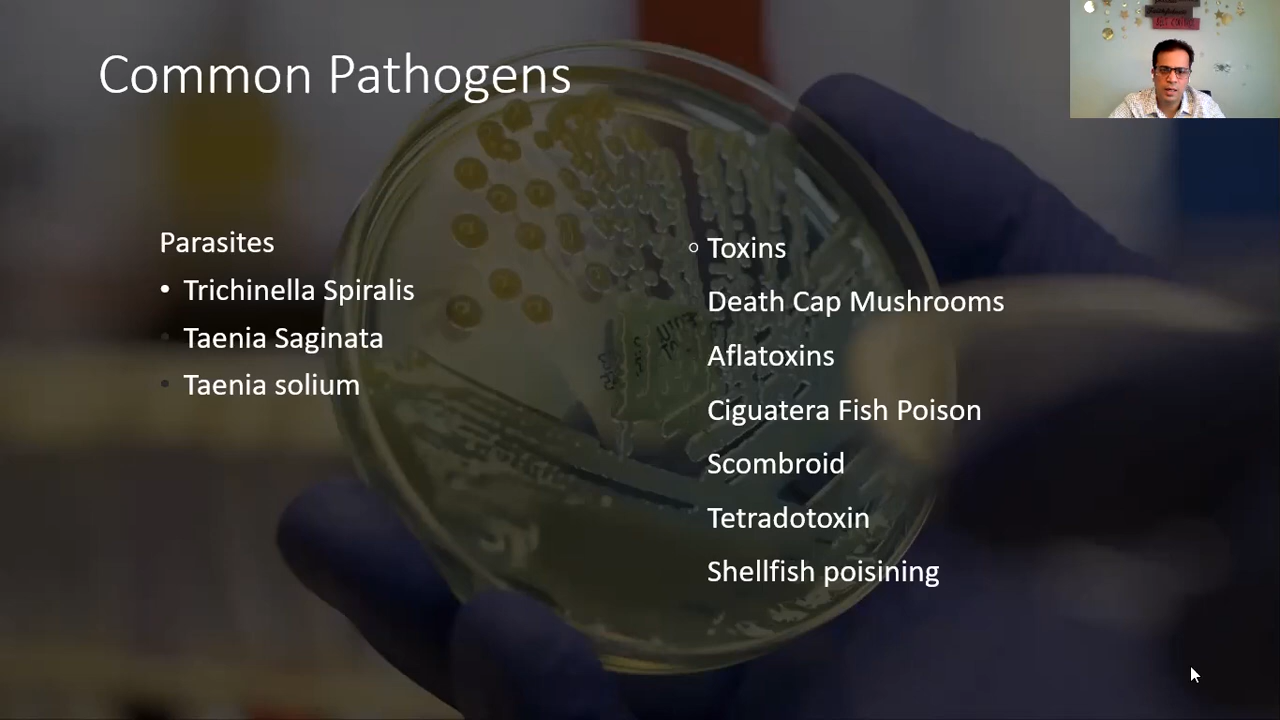 Common Pathogens
Parasites
• Trichinella Spiralis
• Taenia Saginata
• Taenia solium
○ Toxins
Death Cap Mushrooms
Aflatoxins
Ciguatera Fish Poison
Scombroid
Tetradotoxin
Shellfish poisining